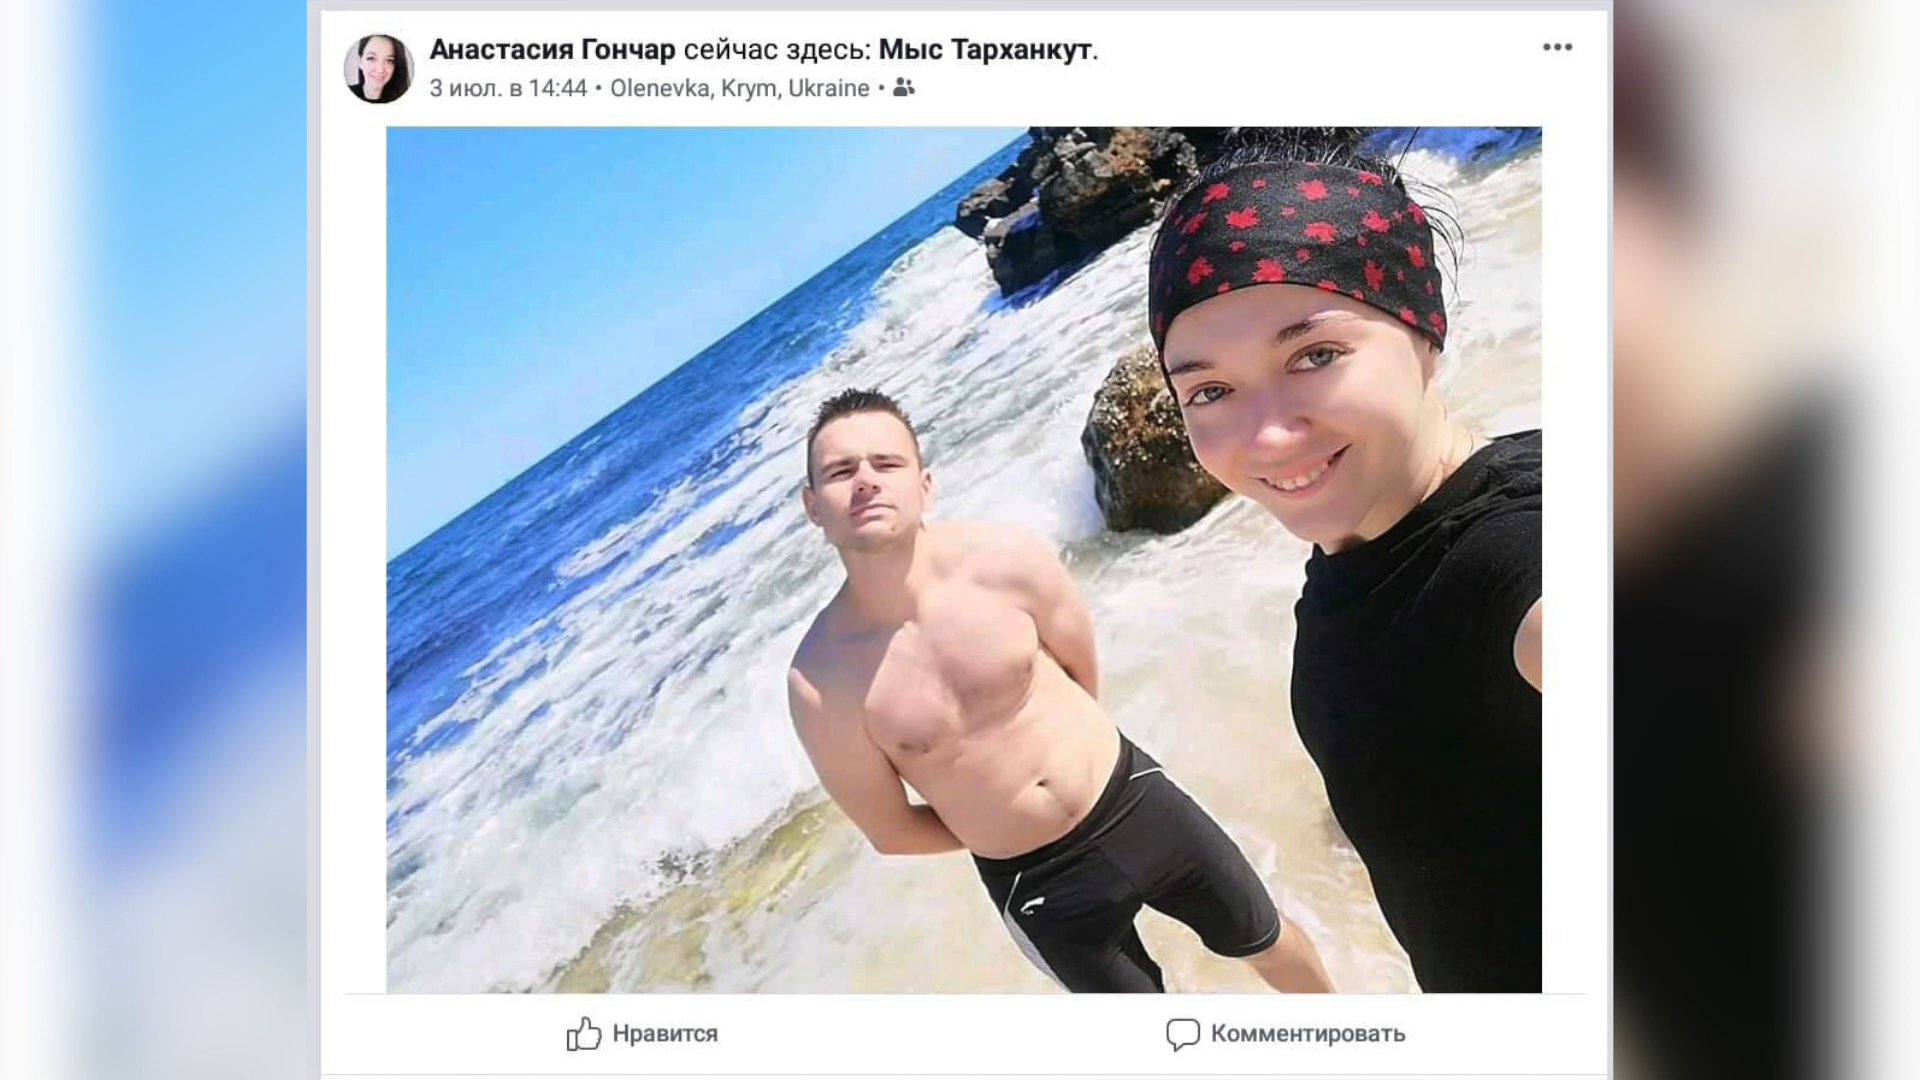 Анастасия Гончар сейчас здесь: Мыс Тарханкут.
3 июл. в 14:44 • Olenevka, Krym, Ukraine •
Нравится
Комментировать